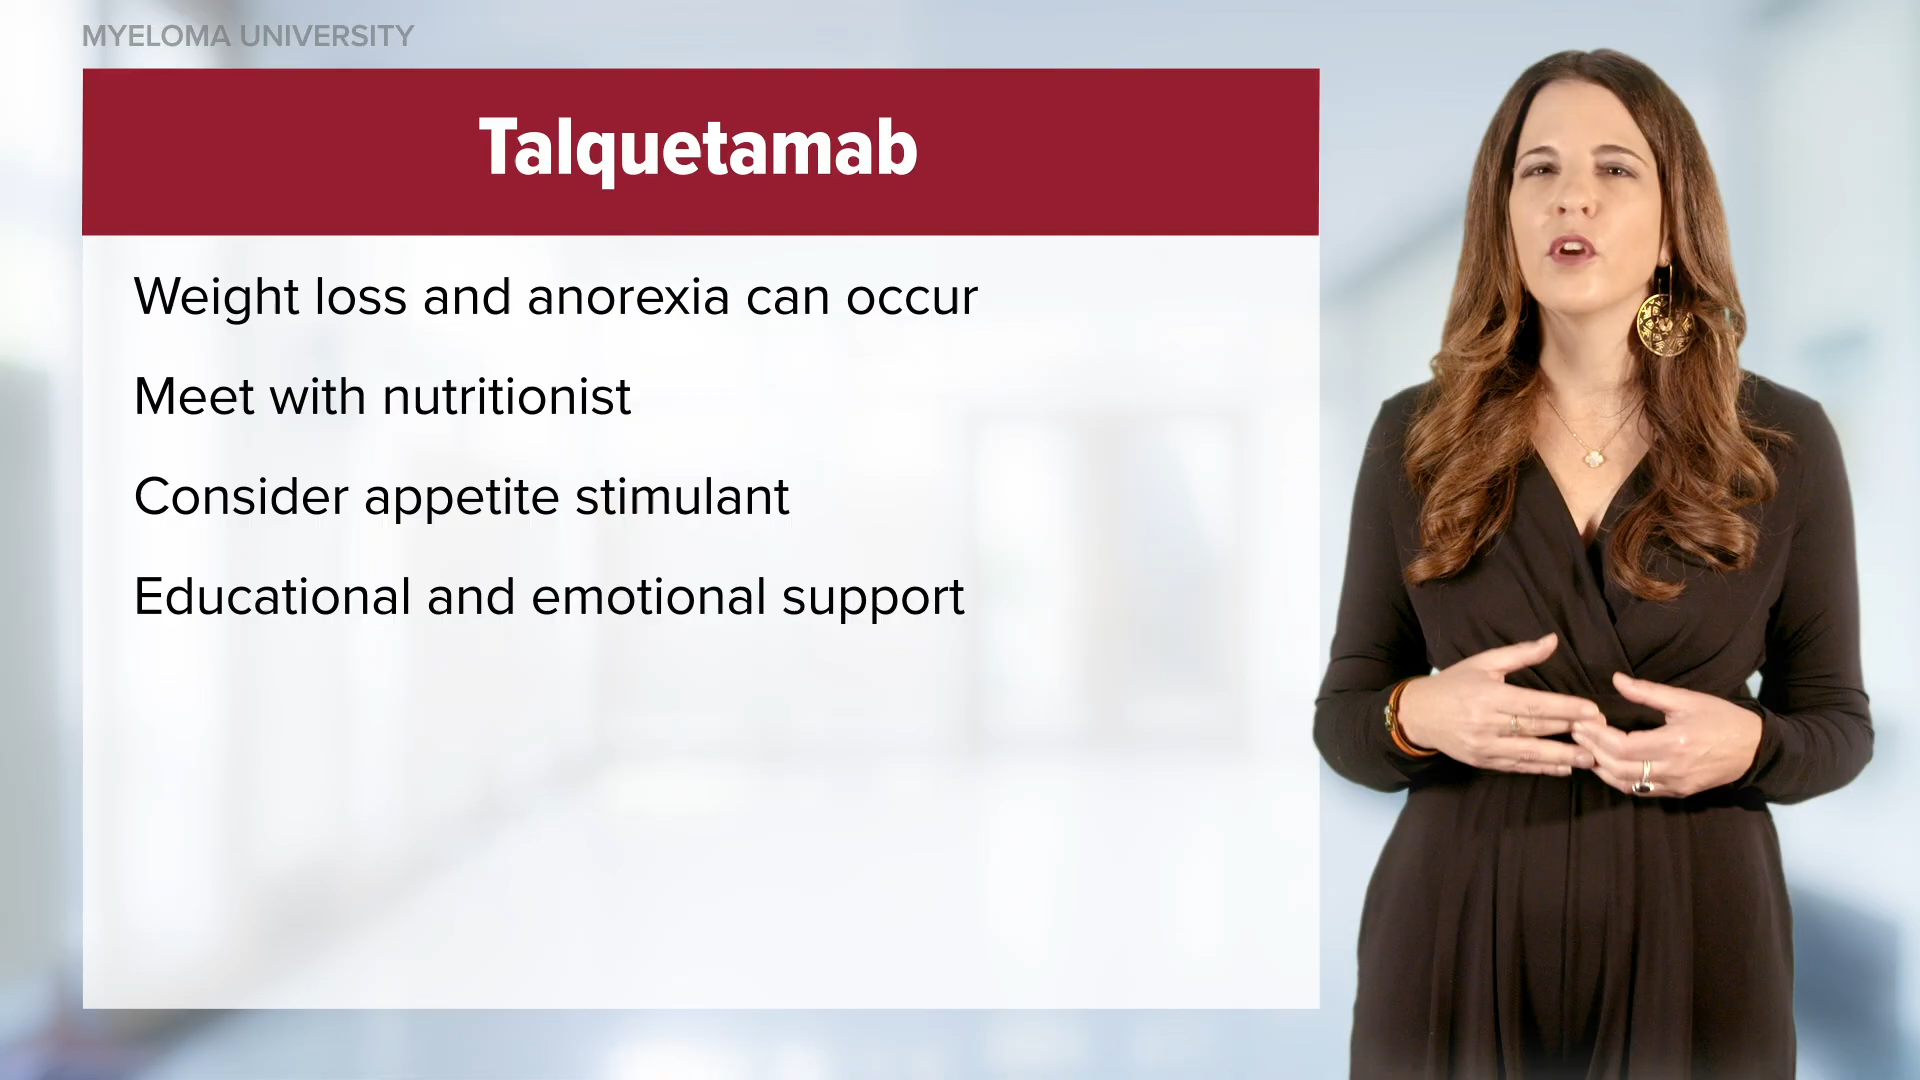 MYELOMA UNIVERSITY
Talquetamab
Weight loss and anorexia can occur
Meet with nutritionist
Consider appetite stimulant
Educational and emotional support